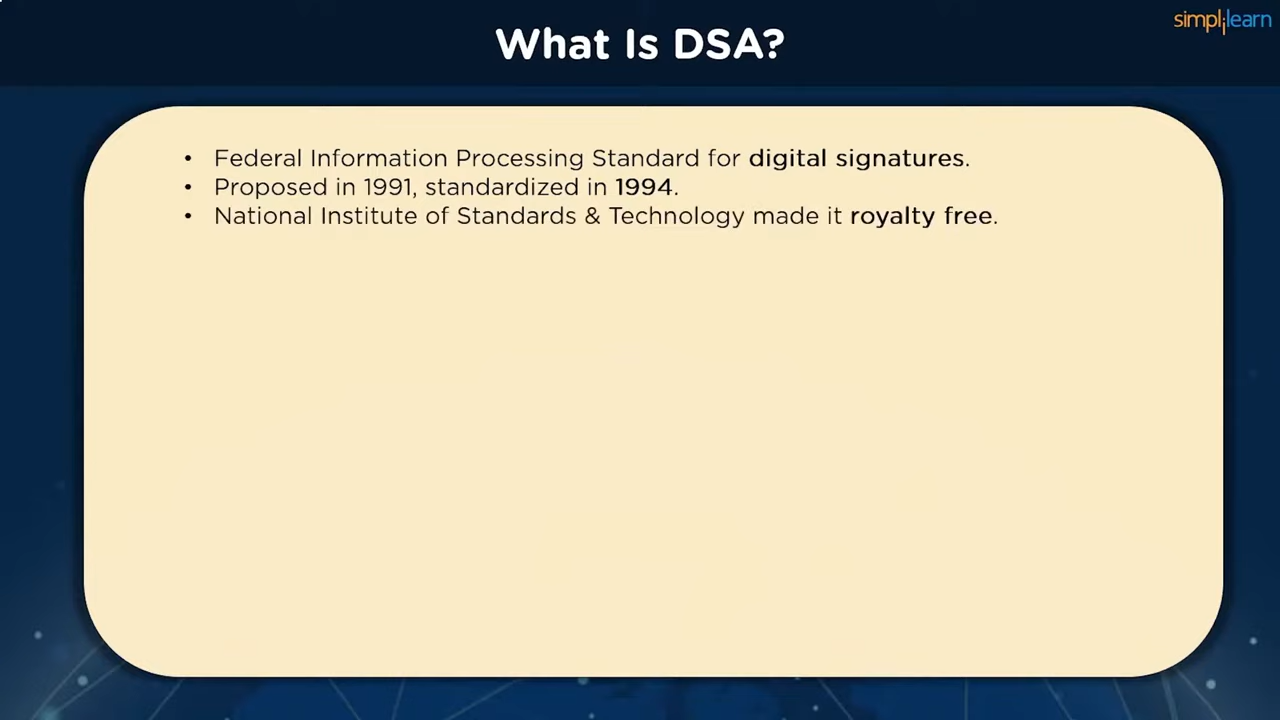 simplilearn
What Is DSA?
• Federal Information Processing Standard for digital signatures.
• Proposed in 1991, standardized in 1994.
• National Institute of Standards & Technology made it royalty free.